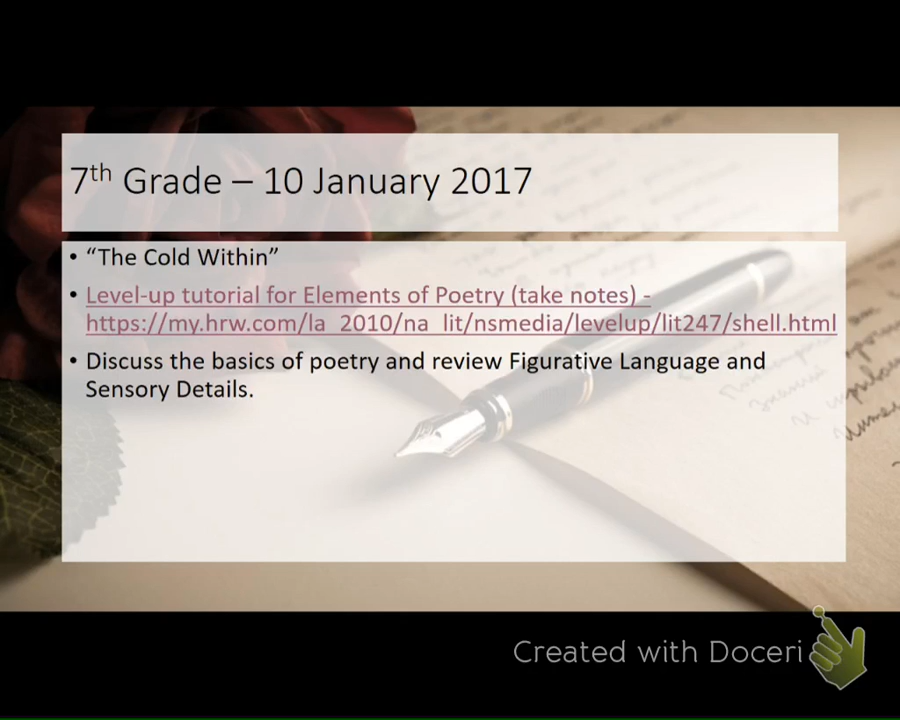 7th Grade – 10 January 2017
• “The Cold Within”
• Level-up tutorial for Elements of Poetry (take notes) -
https://my.hrw.com/la_2010/na_lit/nsmedia/levelup/lit247/shell.html
• Discuss the basics of poetry and review Figurative Language and
Sensory Details.
Created with Doceri